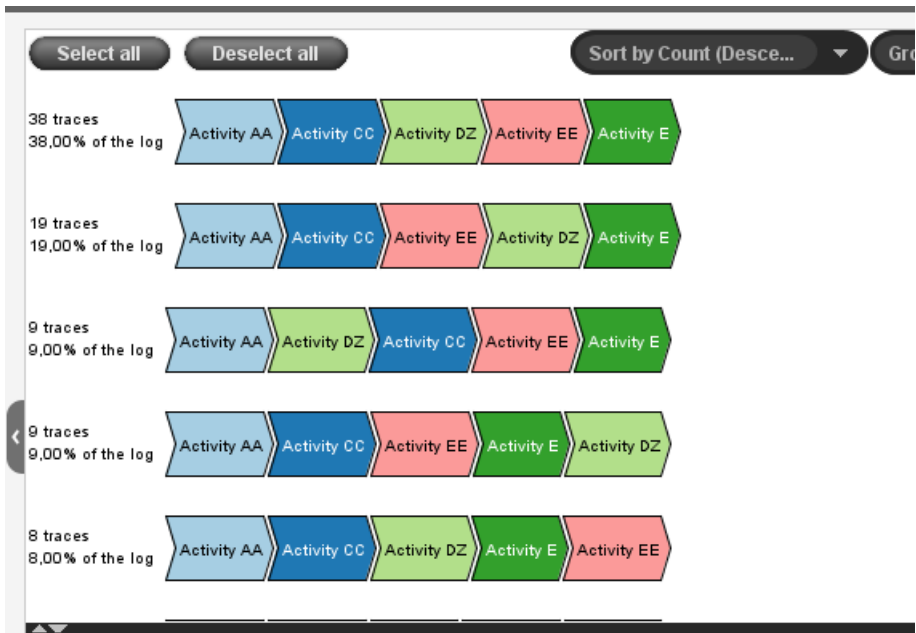 Select all Deselect all Sort by Count (Desce... Gro
38 traces
38,00% of the log
Activity AA Activity CC Activity DZ Activity EE Activity E
19 traces
19,00% of the log
Activity AA Activity CC Activity EE Activity DZ Activity E
9 traces
9,00% of the log
Activity AA Activity DZ Activity CC Activity EE Activity E
9 traces
9,00% of the log
Activity AA Activity CC Activity EE Activity E Activity DZ
8 traces
8,00% of the log
Activity AA Activity CC Activity DZ Activity E Activity EE